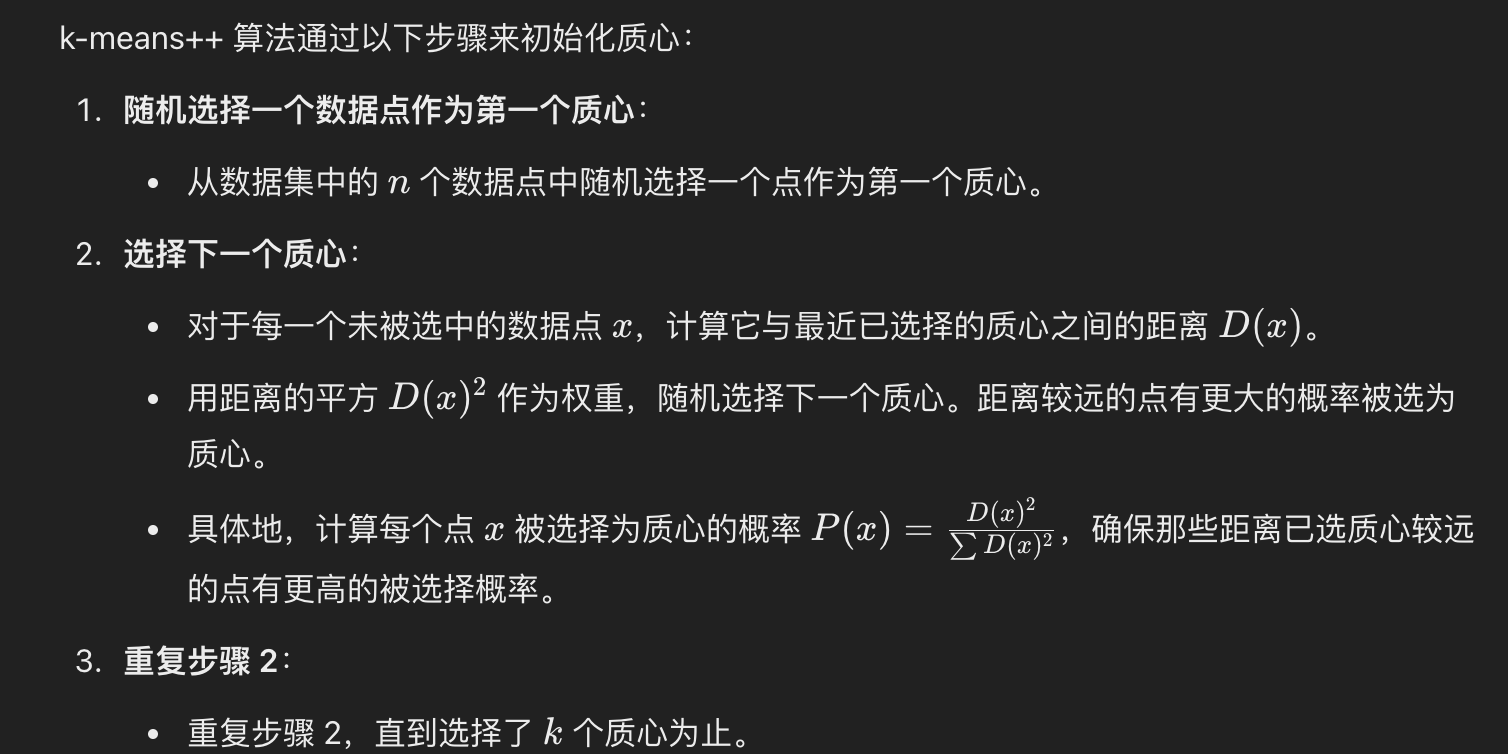 k-means++ 算法通过以下步骤来初始化质心：
1. 随机选择一个数据点作为第一个质心：
• 从数据集中的 n 个数据点中随机选择一个点作为第一个质心。
2. 选择下一个质心：
• 对于每一个未被选中的数据点 x，计算它与最近已选择的质心之间的距离 D(x)。
• 用距离的平方 D(x)² 作为权重，随机选择下一个质心。距离较远的点有更大的概率被选为
质心。
• 具体地，计算每个点 x 被选择为质心的概率 P(x) = D(x)² / ∑ D(x)²，确保那些距离已选质心较远
的点有更高的被选择概率。
3. 重复步骤 2：
• 重复步骤 2，直到选择了 k 个质心为止。